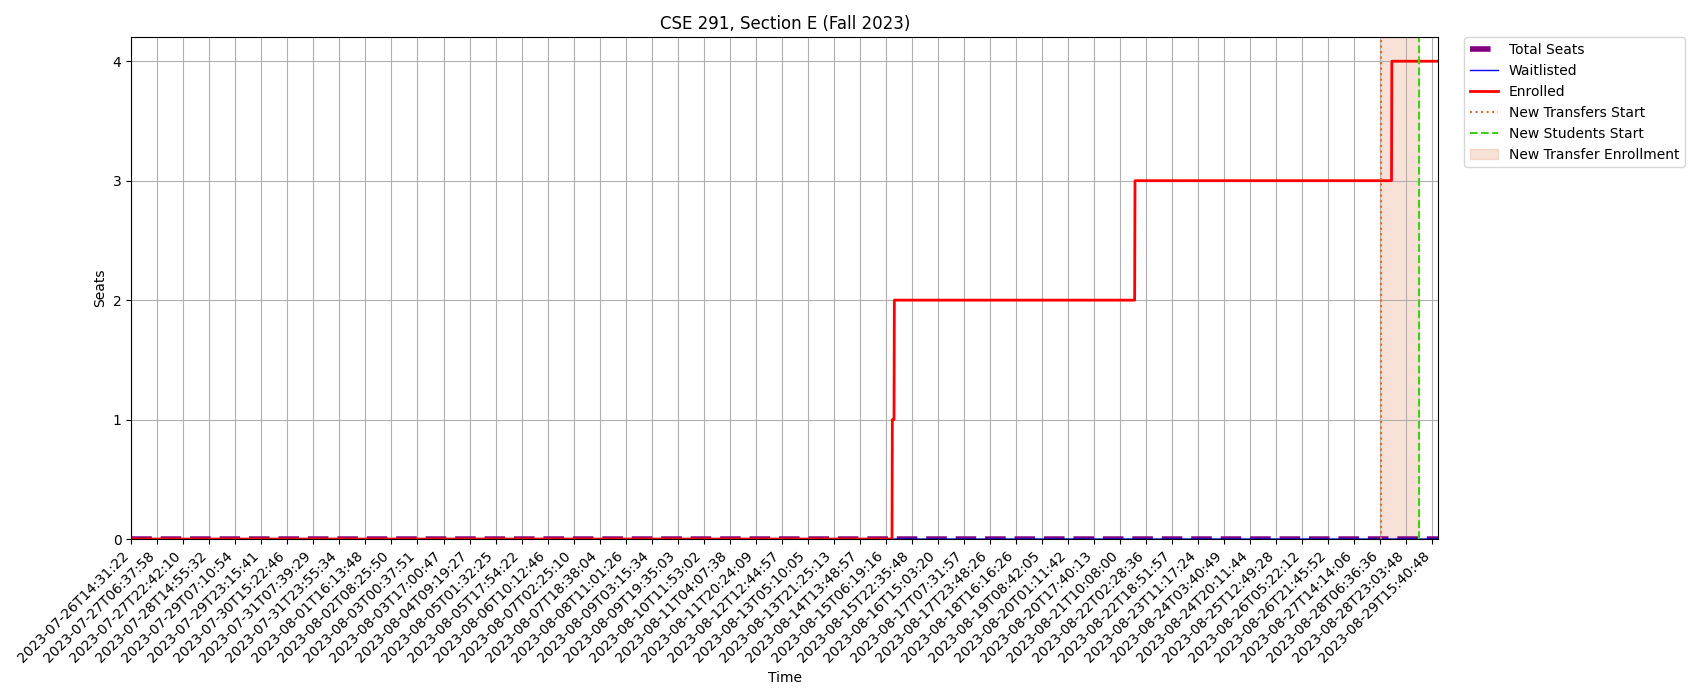 CSE 291, Section E (Fall 2023)
Total Seats
Waitlisted
Enrolled
New Transfers Start
New Students Start
New Transfer Enrollment
Seats
4
3
2
1
0
2023-07-26T14:31:22
2023-07-27T06:37:58
2023-07-27T22:42:10
2023-07-28T14:55:32
2023-07-29T07:10:54
2023-07-29T23:15:41
2023-07-30T15:22:46
2023-07-31T07:39:29
2023-07-31T23:55:34
2023-08-01T16:13:48
2023-08-02T08:25:50
2023-08-03T00:37:51
2023-08-03T17:00:47
2023-08-04T09:19:27
2023-08-05T01:32:25
2023-08-05T17:54:22
2023-08-06T10:12:46
2023-08-07T02:25:10
2023-08-07T18:38:04
2023-08-08T11:01:26
2023-08-09T03:15:34
2023-08-09T19:35:03
2023-08-10T11:53:02
2023-08-11T04:07:38
2023-08-11T20:24:09
2023-08-12T12:44:57
2023-08-13T05:10:05
2023-08-13T21:25:13
2023-08-14T13:48:57
2023-08-15T06:19:16
2023-08-15T22:35:48
2023-08-16T15:03:20
2023-08-17T07:31:57
2023-08-17T23:48:26
2023-08-18T16:16:26
2023-08-19T08:42:05
2023-08-20T01:11:42
2023-08-20T17:40:13
2023-08-21T10:08:00
2023-08-22T02:28:36
2023-08-22T18:51:57
2023-08-23T11:17:24
2023-08-24T03:40:49
2023-08-24T20:11:44
2023-08-25T12:49:28
2023-08-26T05:22:12
2023-08-26T21:45:52
2023-08-27T14:14:06
2023-08-28T06:36:36
2023-08-28T23:03:48
2023-08-29T15:40:48
Time